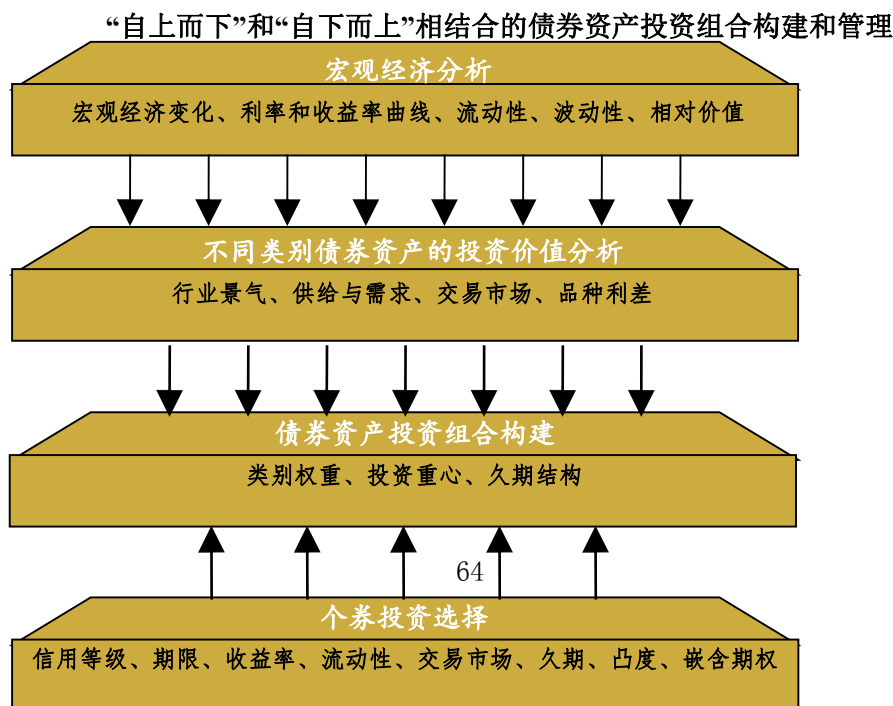 “自上而下”和“自下而上”相结合的债券资产投资组合构建和管理
宏观经济分析
宏观经济变化、利率和收益率曲线、流动性、波动性、相对价值
不同类别债券资产的投资价值分析
行业景气、供给与需求、交易市场、品种利差
债券资产投资组合构建
类别权重、投资重心、久期结构
64
个券投资选择
信用等级、期限、收益率、流动性、交易市场、久期、凸度、嵌含期权